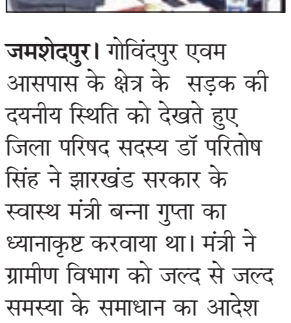 जमशेदपुर। गोविंदपुर एवम
आसपास के क्षेत्र के सड़क की
दयनीय स्थिति को देखते हुए
जिला परिषद सदस्य डॉ परितोष
सिंह ने झारखंड सरकार के
स्वास्थ मंत्री बन्ना गुप्ता का
ध्यानाकृष्ट करवाया था। मंत्री ने
ग्रामीण विभाग को जल्द से जल्द
समस्या के समाधान का आदेश